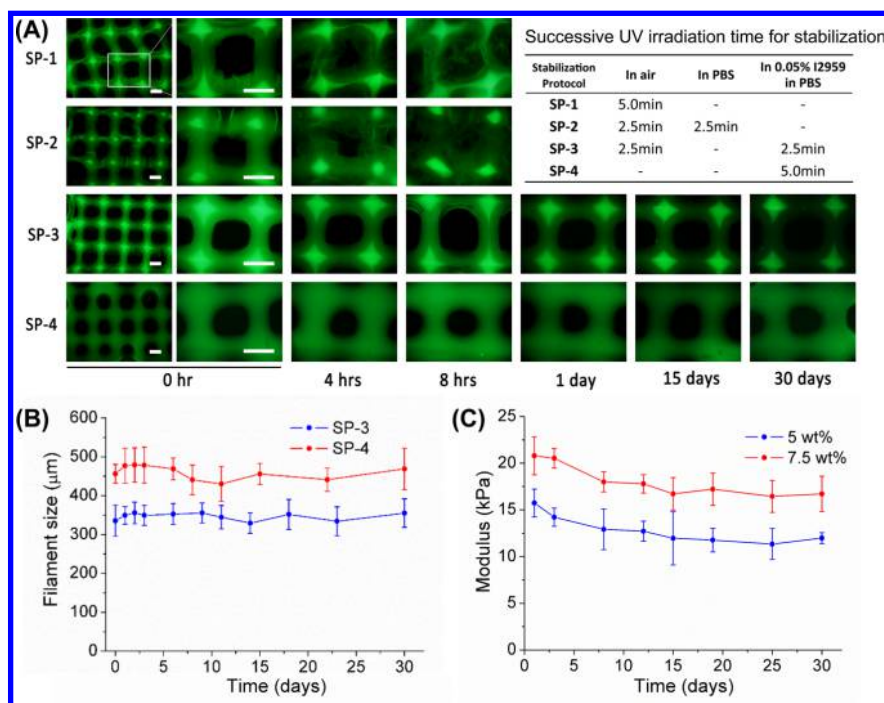 (A)
SP-1
SP-2
SP-3
SP-4
Successive UV irradiation time for stabilization
Stabilization Protocol In air In PBS In 0.05% I2959 in PBS
SP-1 5.0min - -
SP-2 2.5min 2.5min -
SP-3 2.5min - 2.5min
SP-4 - - 5.0min
0 hr 4 hrs 8 hrs 1 day 15 days 30 days
(B)
SP-3
SP-4
Filament size (μm)
600
500
400
300
200
100
0
0 5 10 15 20 25 30
Time (days)
(C)
5 wt%
7.5 wt%
Modulus (kPa)
25
20
15
10
5
0
0 5 10 15 20 25 30
Time (days)